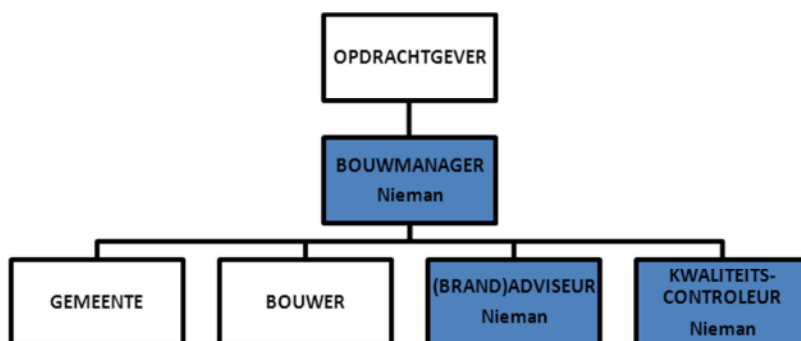 OPDRACHTGEVER
BOUWMANAGER
Nieman
GEMEENTE
BOUWER
(BRAND)ADVISEUR
Nieman
KWALITEITS-
CONTROLEUR
Nieman